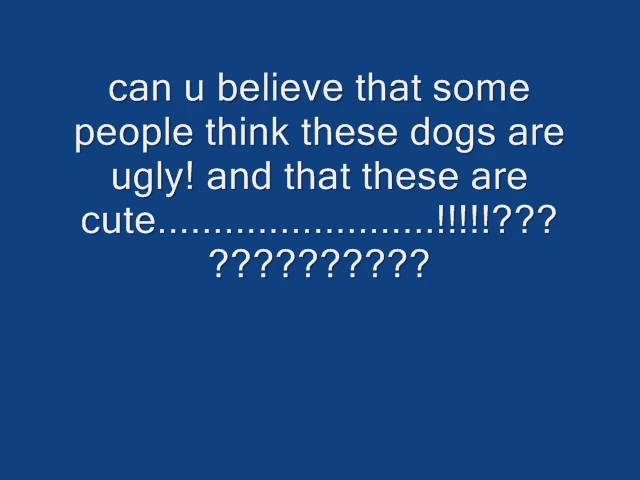 can u believe that some
people think these dogs are
ugly! and that these are
cute.........................!!!!!???
??????????